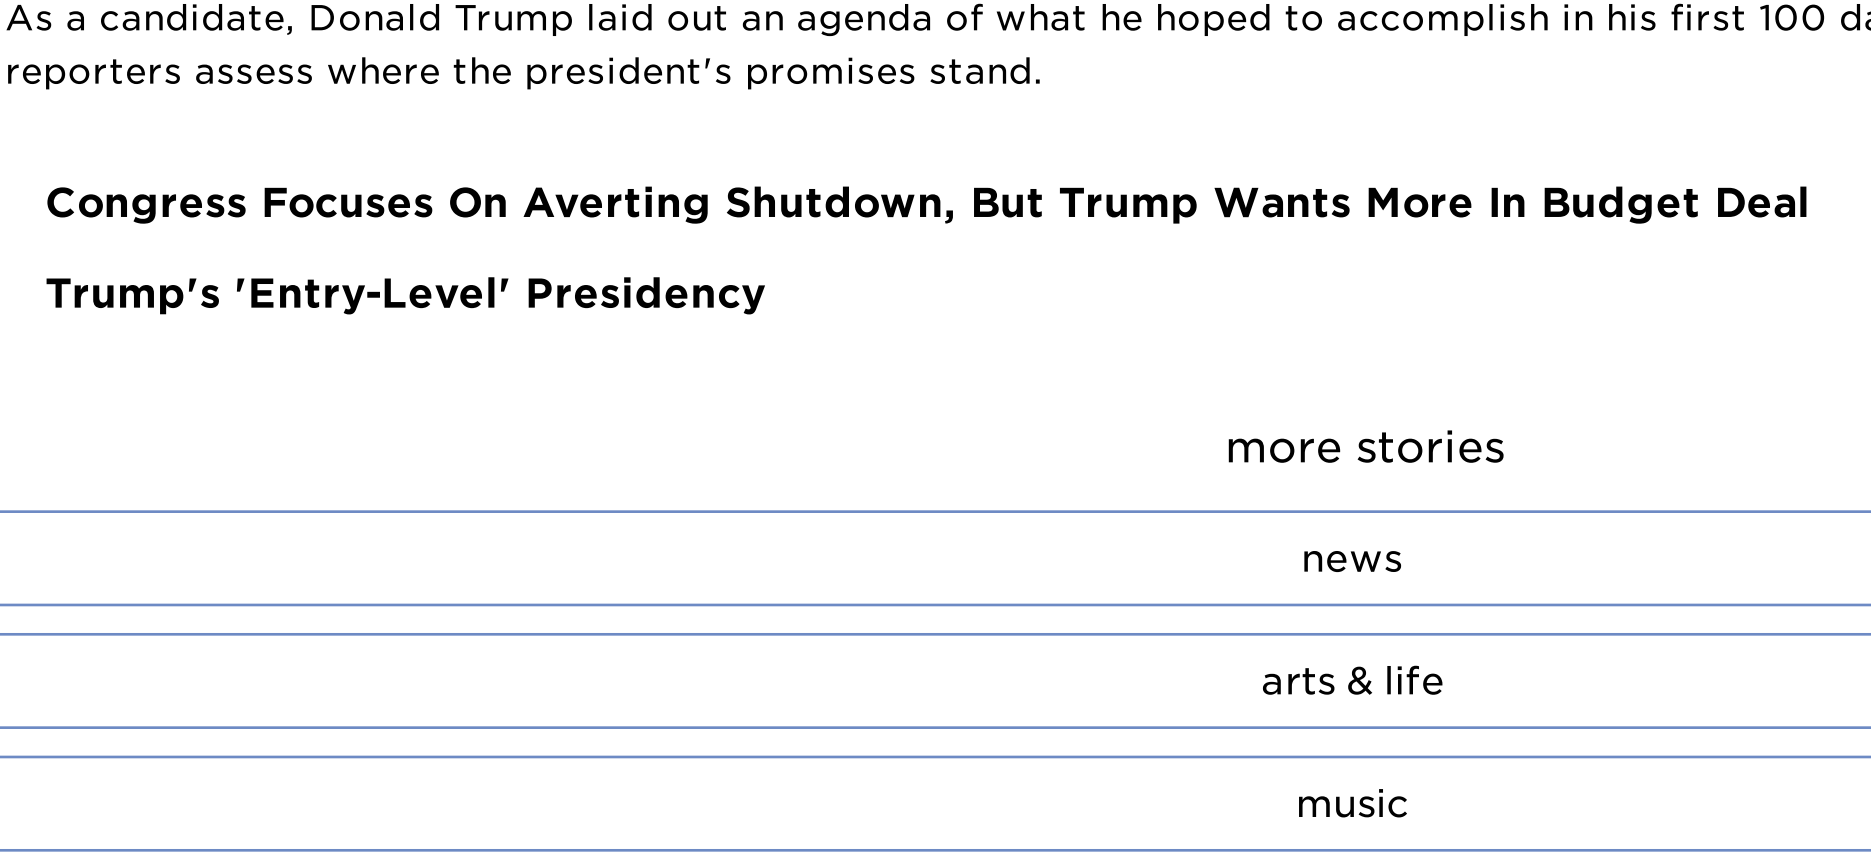 As a candidate, Donald Trump laid out an agenda of what he hoped to accomplish in his first 100
reporters assess where the president's promises stand.
Congress Focuses On Averting Shutdown, But Trump Wants More In Budget Deal
Trump's 'Entry-Level' Presidency
more stories
news
arts & life
music